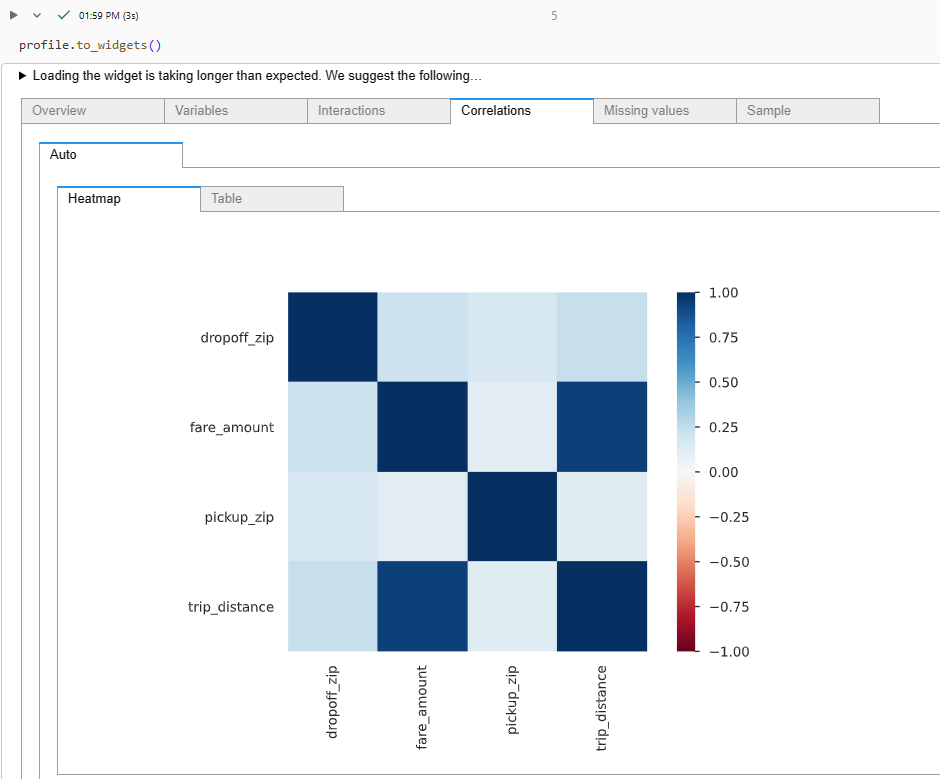 01:59 PM (3s)
5
profile.to_widgets()
Loading the widget is taking longer than expected. We suggest the following...
Overview
Variables
Interactions
Correlations
Missing values
Sample
Auto
Heatmap
Table
1.00
dropoff_zip
0.75
0.50
fare_amount
0.25
0.00
pickup_zip
−0.25
−0.50
trip_distance
−0.75
−1.00
dropoff_zip
fare_amount
pickup_zip
trip_distance